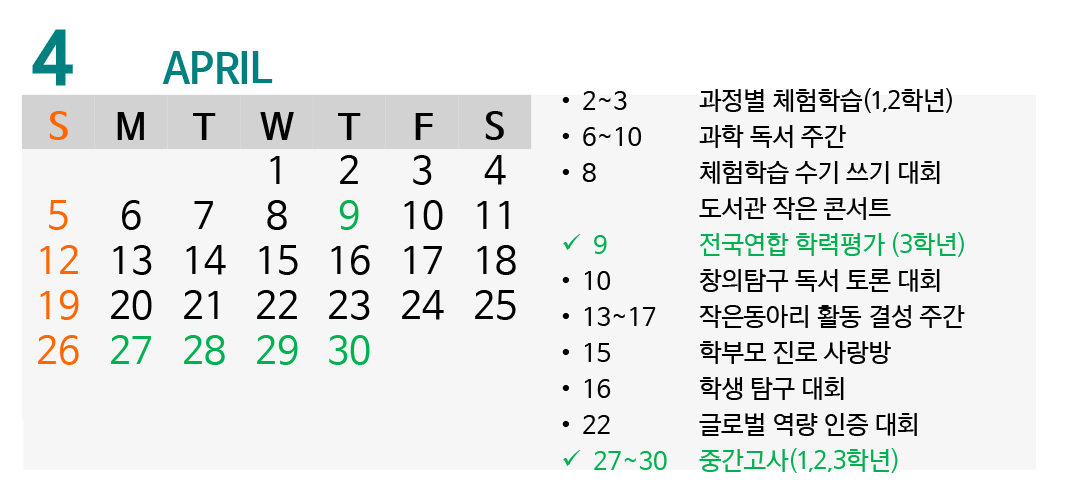 4 APRIL
S M T W T F S
1 2 3 4
5 6 7 8 9 10 11
12 13 14 15 16 17 18
19 20 21 22 23 24 25
26 27 28 29 30
• 2~3 과정별 체험학습(1,2학년)
• 6~10 과학 독서 주간
• 8 체험학습 수기 쓰기 대회
도서관 작은 콘서트
✓ 9 전국연합 학력평가 (3학년)
• 10 창의탐구 독서 토론 대회
• 13~17 작은동아리 활동 결성 주간
• 15 학부모 진로 사랑방
• 16 학생 탐구 대회
• 22 글로벌 역량 인증 대회
✓ 27~30 중간고사(1,2,3학년)